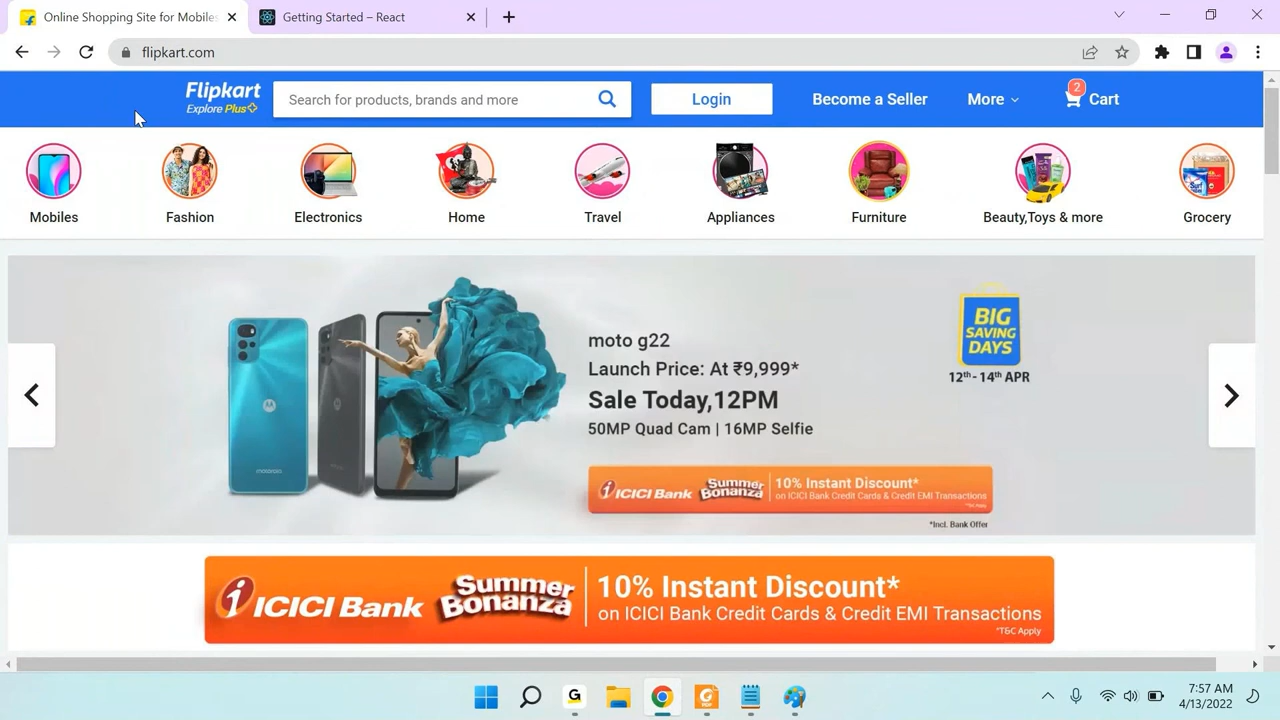 Online Shopping Site for Mobiles
Getting Started – React
flipkart.com
Flipkart
Explore Plus
Search for products, brands and more
Login
Become a Seller
More
2
Cart
Mobiles
Fashion
Electronics
Home
Travel
Appliances
Furniture
Beauty,Toys & more
Grocery
moto g22
Launch Price: At ₹9,999*
Sale Today,12PM
50MP Quad Cam | 16MP Selfie
BIG
SAVING
DAYS
12th - 14th APR
motorola
ICICI Bank
Summer
Bonanza
10% Instant Discount*
on ICICI Bank Credit Cards & Credit EMI Transactions
*Incl. Bank Offer
ICICI Bank
Summer
Bonanza
10% Instant Discount*
on ICICI Bank Credit Cards & Credit EMI Transactions
*T&C Apply
G
7:57 AM
4/13/2022